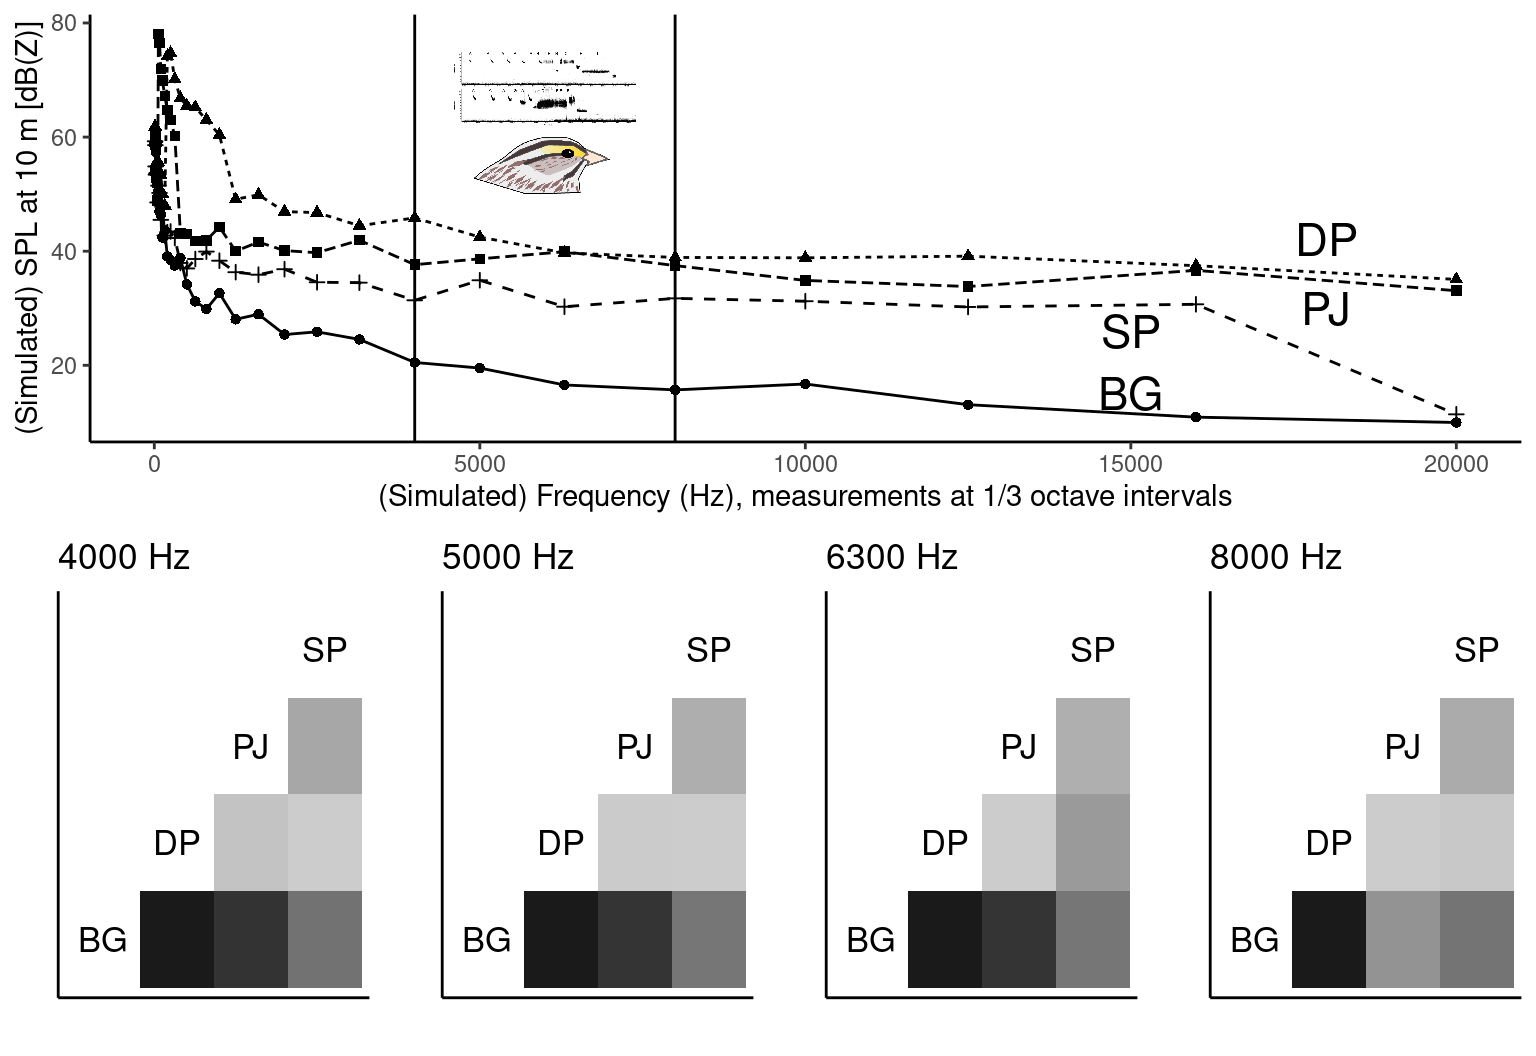 (Simulated) SPL at 10 m [dB(Z)]
80
60
40
20
DP
PJ
SP
BG
0 5000 10000 15000 20000
(Simulated) Frequency (Hz), measurements at 1/3 octave intervals
4000 Hz 5000 Hz 6300 Hz 8000 Hz
SP SP SP SP
PJ PJ PJ PJ
DP DP DP DP
BG BG BG BG